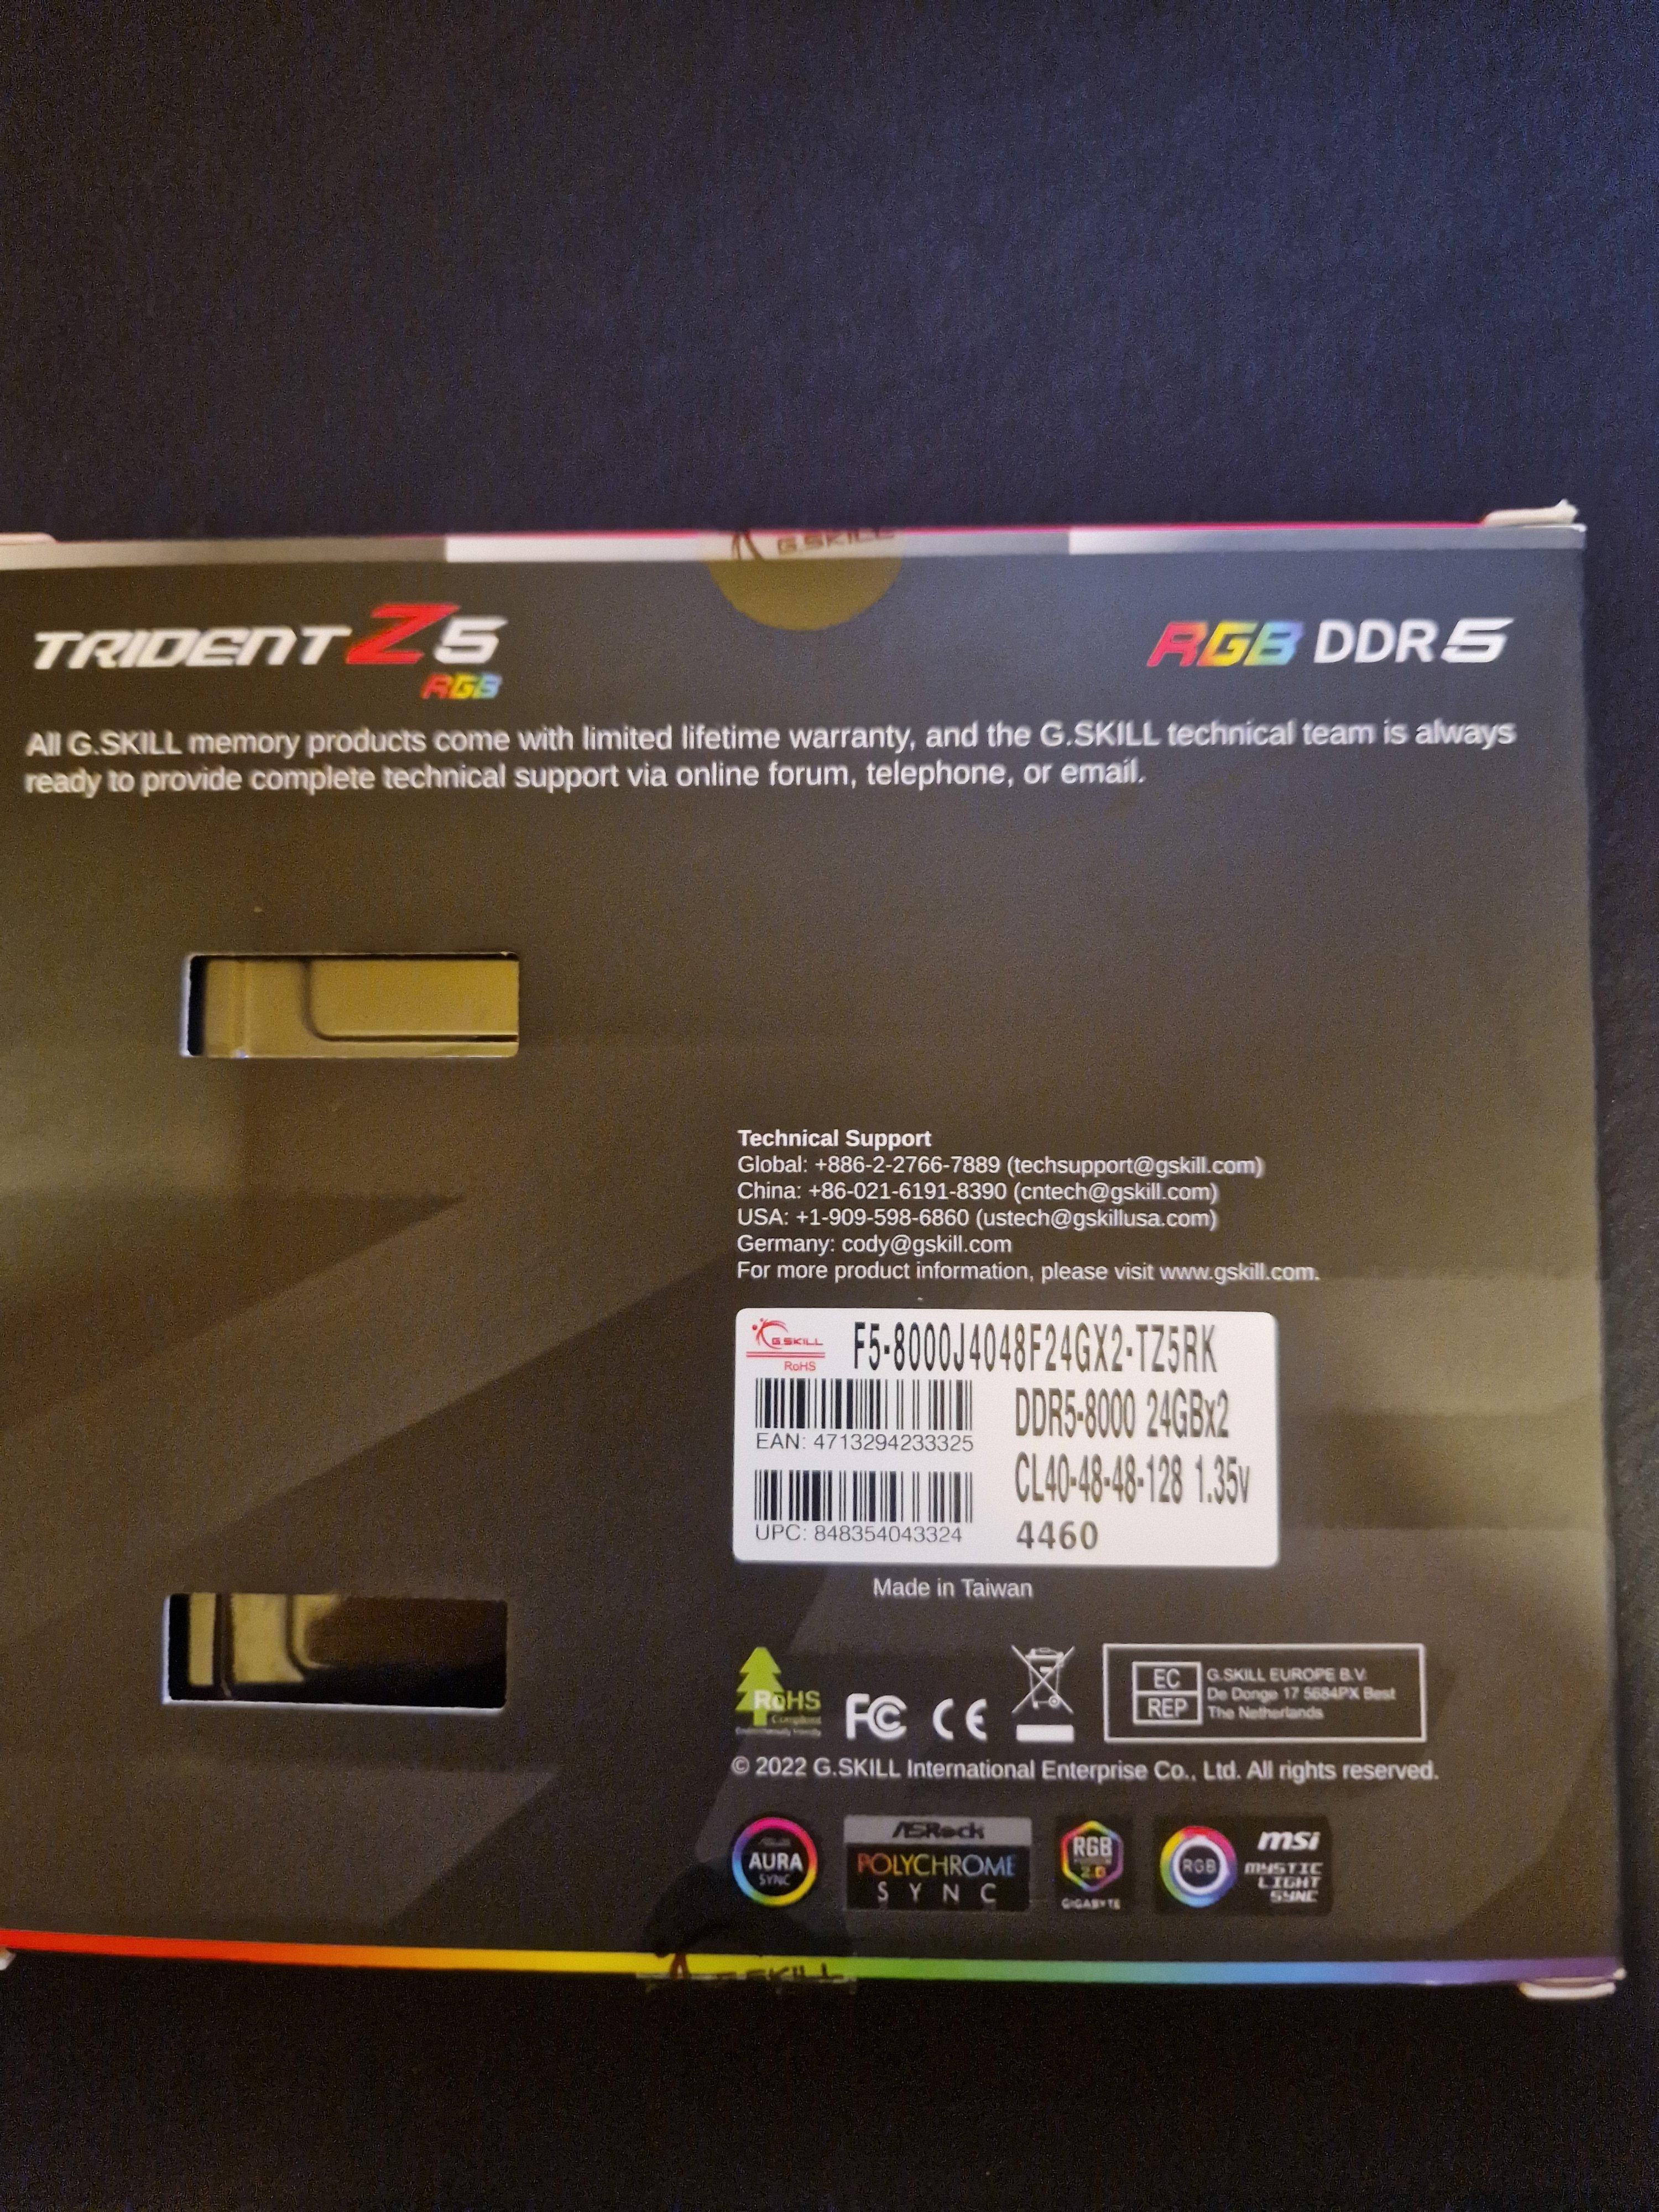 G.SKILL
TRIDENT Z5
RGB
RGB DDR5
All G.SKILL memory products come with limited lifetime warranty, and the G.SKILL technical team is always
ready to provide complete technical support via online forum, telephone, or email.
Technical Support
Global: +886-2-2766-7889 (techsupport@gskill.com)
China: +86-021-6191-8390 (cntech@gskill.com)
USA: +1-909-598-6860 (ustech@gskillusa.com)
Germany: cody@gskill.com
For more product information, please visit www.gskill.com.
G.SKILL
RoHS
F5-8000J4048F24GX2-TZ5RK
DDR5-8000 24GBx2
EAN: 4713294233325
CL40-48-48-128 1.35v
UPC: 848354043324
4460
Made in Taiwan
RoHS
Compliant
Environmentally friendly
FC CE
EC
REP
G.SKILL EUROPE B.V.
De Donge 17 5684PX Best
The Netherlands
© 2022 G.SKILL International Enterprise Co., Ltd. All rights reserved.
ASUS
AURA
SYNC
ASRock
POLYCHROME
SYNC
RGB
2.0
GIGABYTE
RGB
msi
MYSTIC
LIGHT
SYNC
G.SKILL